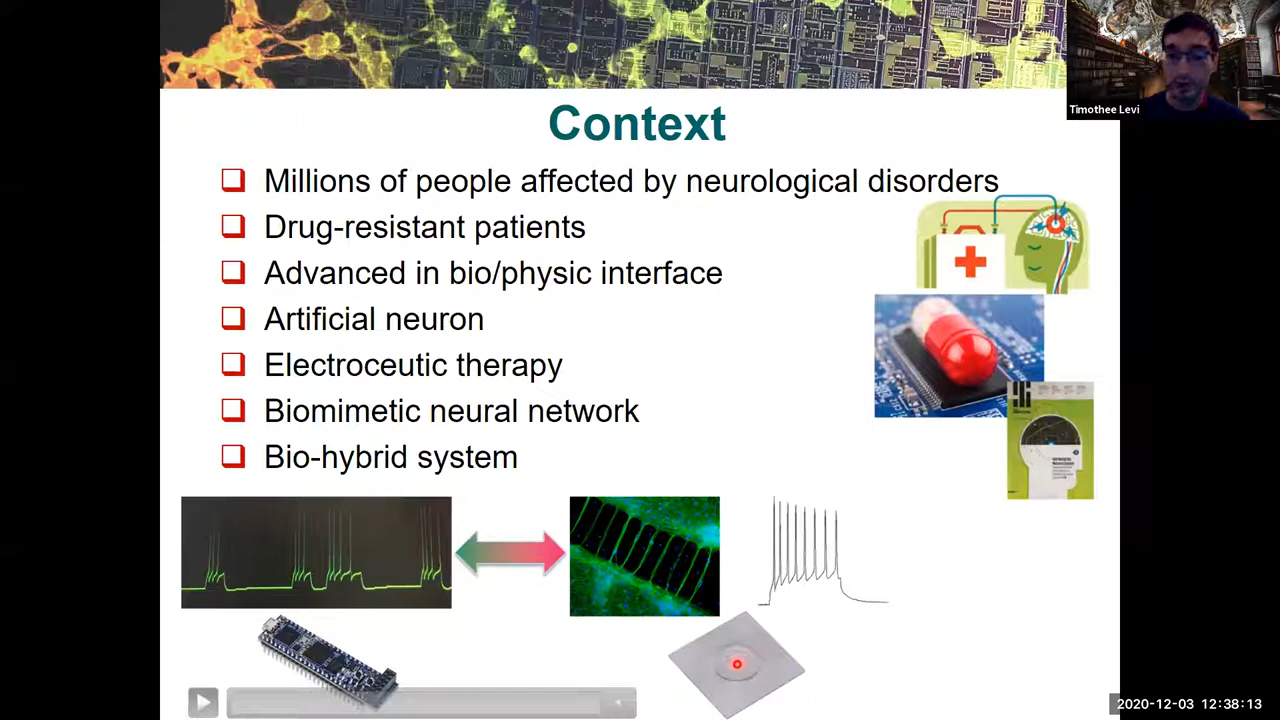 Timothee Levi
Context
Millions of people affected by neurological disorders
Drug-resistant patients
Advanced in bio/physic interface
Artificial neuron
Electroceutic therapy
Biomimetic neural network
Bio-hybrid system
2020-12-03 12:38:13